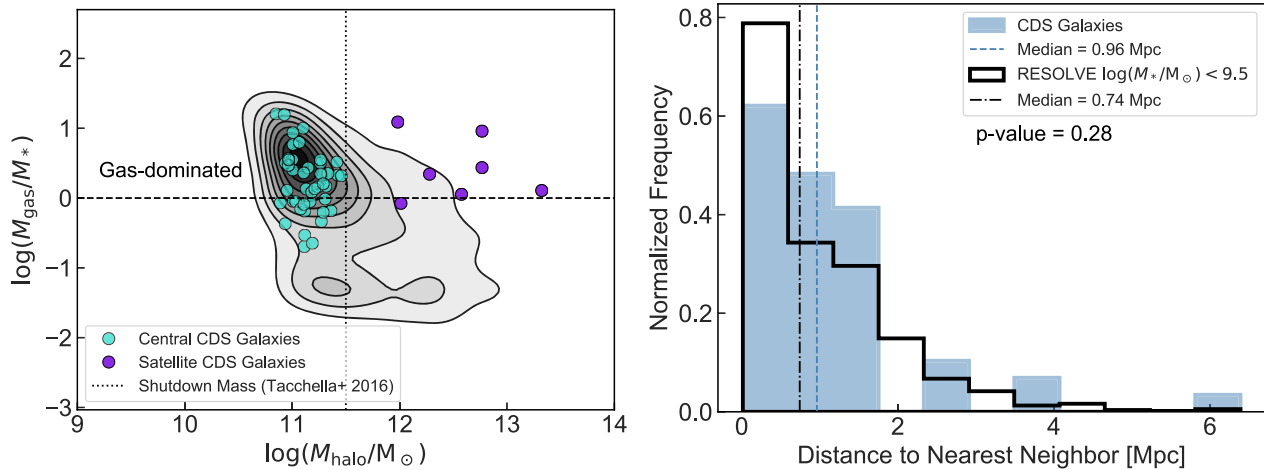 2
1
0
−1
−2
−3
log(M_gas/M_*)
Gas-dominated
Central CDS Galaxies
Satellite CDS Galaxies
Shutdown Mass (Tacchella+ 2016)
9 10 11 12 13 14
log(M_halo/M_⊙)
0.8
0.6
0.4
0.2
0.0
Normalized Frequency
CDS Galaxies
Median = 0.96 Mpc
RESOLVE log(M_*/M_⊙) < 9.5
Median = 0.74 Mpc
p-value = 0.28
0 2 4 6
Distance to Nearest Neighbor [Mpc]